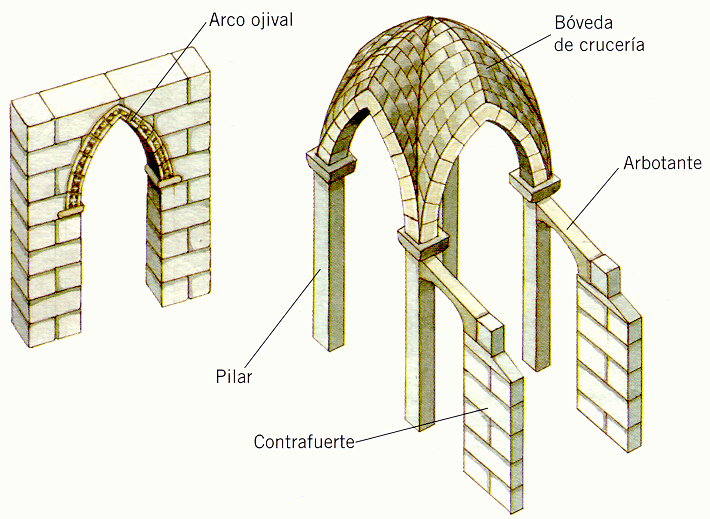 Arco ojival
Bóveda
de crucería
Arbotante
Pilar
Contrafuerte